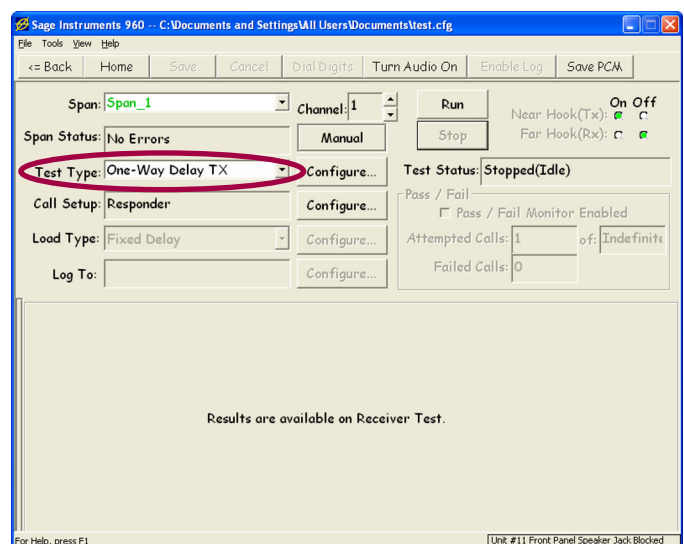 Sage Instruments 960 -- C:\Documents and Settings\All Users\Documents\test.cfg
File Tools View Help
<= Back Home Save Cancel Dial Digits Turn Audio On Enable Log Save PCM
Span: Span_1 Channel: 1 Run On Off
Near Hook(Tx):
Span Status: No Errors Manual Stop Far Hook(Rx):
Test Type: One-Way Delay TX Configure... Test Status: Stopped(Idle)
Pass / Fail
Call Setup: Responder Configure... Pass / Fail Monitor Enabled
Load Type: Fixed Delay Configure... Attempted Calls: 1 of: Indefinite
Log To: Configure... Failed Calls: 0
Results are available on Receiver Test.
For Help, press F1 Unit #11 Front Panel Speaker Jack Blocked